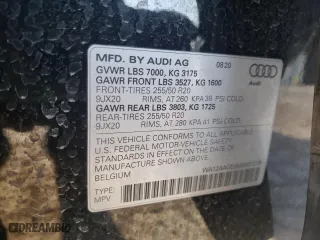 MFD. BY AUDI AG 08/20
GVWR LBS 7000, KG 3175
GAWR FRONT LBS 3527, KG 1600
FRONT-TIRES 255/50 R20
9JX20 RIMS, AT 260 KPA 38 PSI COLD
GAWR REAR LBS 3803, KG 1725
REAR-TIRES 255/50 R20
9JX20 RIMS, AT 280 KPA 41 PSI COLD
THIS VEHICLE CONFORMS TO ALL APPLICABLE
U.S. FEDERAL MOTOR VEHICLE SAFETY
STANDARDS IN EFFECT ON THE DATE OF
MANUFACTURE SHOWN ABOVE.
BELGIUM
TYPE:
MPV